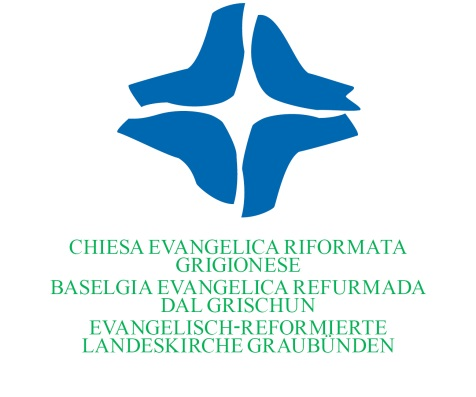 CHIESA EVANGELICA RIFORMATA
GRIGIONESE
BASELGIA EVANGELICA REFURMADA
DAL GRISCHUN
EVANGELISCH-REFORMIERTE
LANDESKIRCHE GRAUBÜNDEN